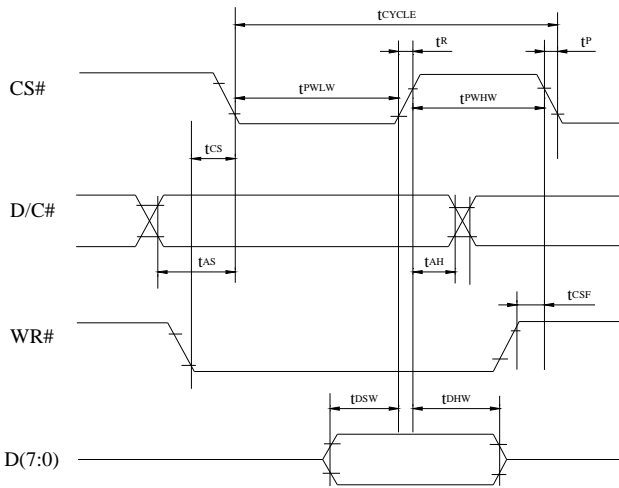 tCYCLE
tR
tP
CS#
tPWLW
tPWHW
tCS
D/C#
tAS
tAH
tCSF
WR#
tDSW
tDHW
D(7:0)